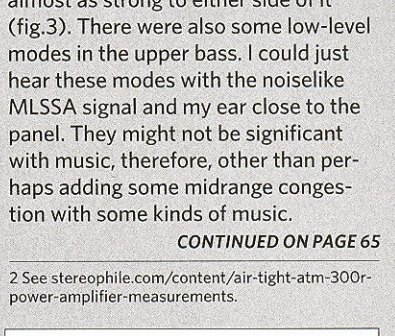 almost as strong to either side of it
(fig.3). There were also some low-level
modes in the upper bass. I could just
hear these modes with the noiselike
MLSSA signal and my ear close to the
panel. They might not be significant
with music, therefore, other than per-
haps adding some midrange conges-
tion with some kinds of music.
CONTINUED ON PAGE 65
2 See stereophile.com/content/air-tight-atm-300r-
power-amplifier-measurements.